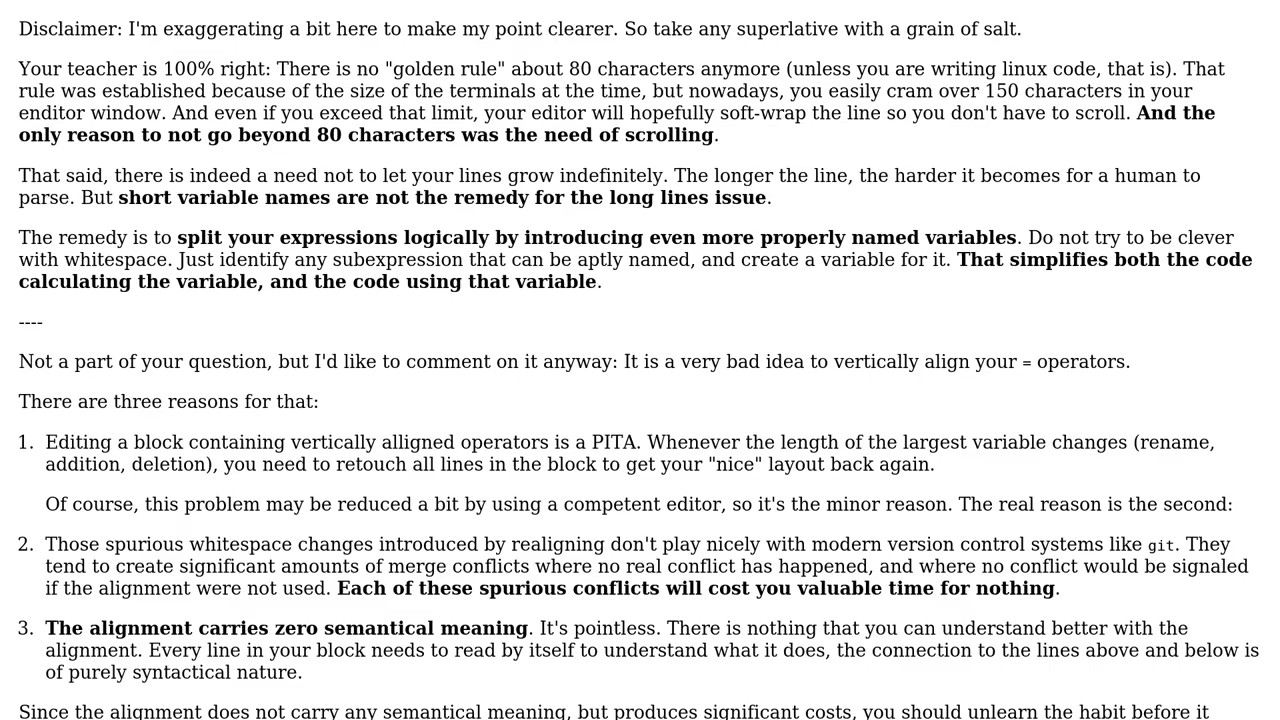 Disclaimer: I'm exaggerating a bit here to make my point clearer. So take any superlative with a grain of salt.
Your teacher is 100% right: There is no "golden rule" about 80 characters anymore (unless you are writing linux code, that is). That
rule was established because of the size of the terminals at the time, but nowadays, you easily cram over 150 characters in your
enditor window. And even if you exceed that limit, your editor will hopefully soft-wrap the line so you don't have to scroll. And the
only reason to not go beyond 80 characters was the need of scrolling.
That said, there is indeed a need not to let your lines grow indefinitely. The longer the line, the harder it becomes for a human to
parse. But short variable names are not the remedy for the long lines issue.
The remedy is to split your expressions logically by introducing even more properly named variables. Do not try to be clever
with whitespace. Just identify any subexpression that can be aptly named, and create a variable for it. That simplifies both the code
calculating the variable, and the code using that variable.
----
Not a part of your question, but I'd like to comment on it anyway: It is a very bad idea to vertically align your = operators.
There are three reasons for that:
1. Editing a block containing vertically alligned operators is a PITA. Whenever the length of the largest variable changes (rename,
addition, deletion), you need to retouch all lines in the block to get your "nice" layout back again.
Of course, this problem may be reduced a bit by using a competent editor, so it's the minor reason. The real reason is the second:
2. Those spurious whitespace changes introduced by realigning don't play nicely with modern version control systems like git. They
tend to create significant amounts of merge conflicts where no real conflict has happened, and where no conflict would be signaled
if the alignment were not used. Each of these spurious conflicts will cost you valuable time for nothing.
3. The alignment carries zero semantical meaning. It's pointless. There is nothing that you can understand better with the
alignment. Every line in your block needs to read by itself to understand what it does, the connection to the lines above and below is
of purely syntactical nature.
Since the alignment does not carry any semantical meaning, but produces significant costs, you should unlearn the habit before it